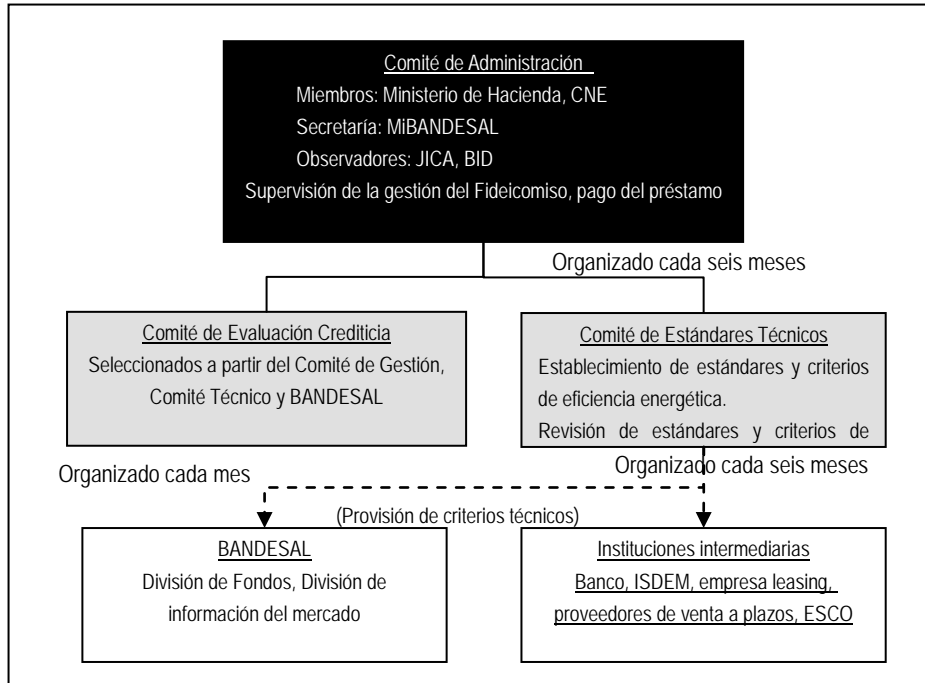 Comité de Administración
Miembros: Ministerio de Hacienda, CNE
Secretaría: MiBANDESAL
Observadores: JICA, BID
Supervisión de la gestión del Fideicomiso, pago del préstamo
Organizado cada seis meses
Comité de Evaluación Crediticia
Seleccionados a partir del Comité de Gestión,
Comité Técnico y BANDESAL
Comité de Estándares Técnicos
Establecimiento de estándares y criterios
de eficiencia energética.
Revisión de estándares y criterios de
Organizado cada mes
Organizado cada seis meses
(Provisión de criterios técnicos)
BANDESAL
División de Fondos, División de
información del mercado
Instituciones intermediarias
Banco, ISDEM, empresa leasing,
proveedores de venta a plazos, ESCO